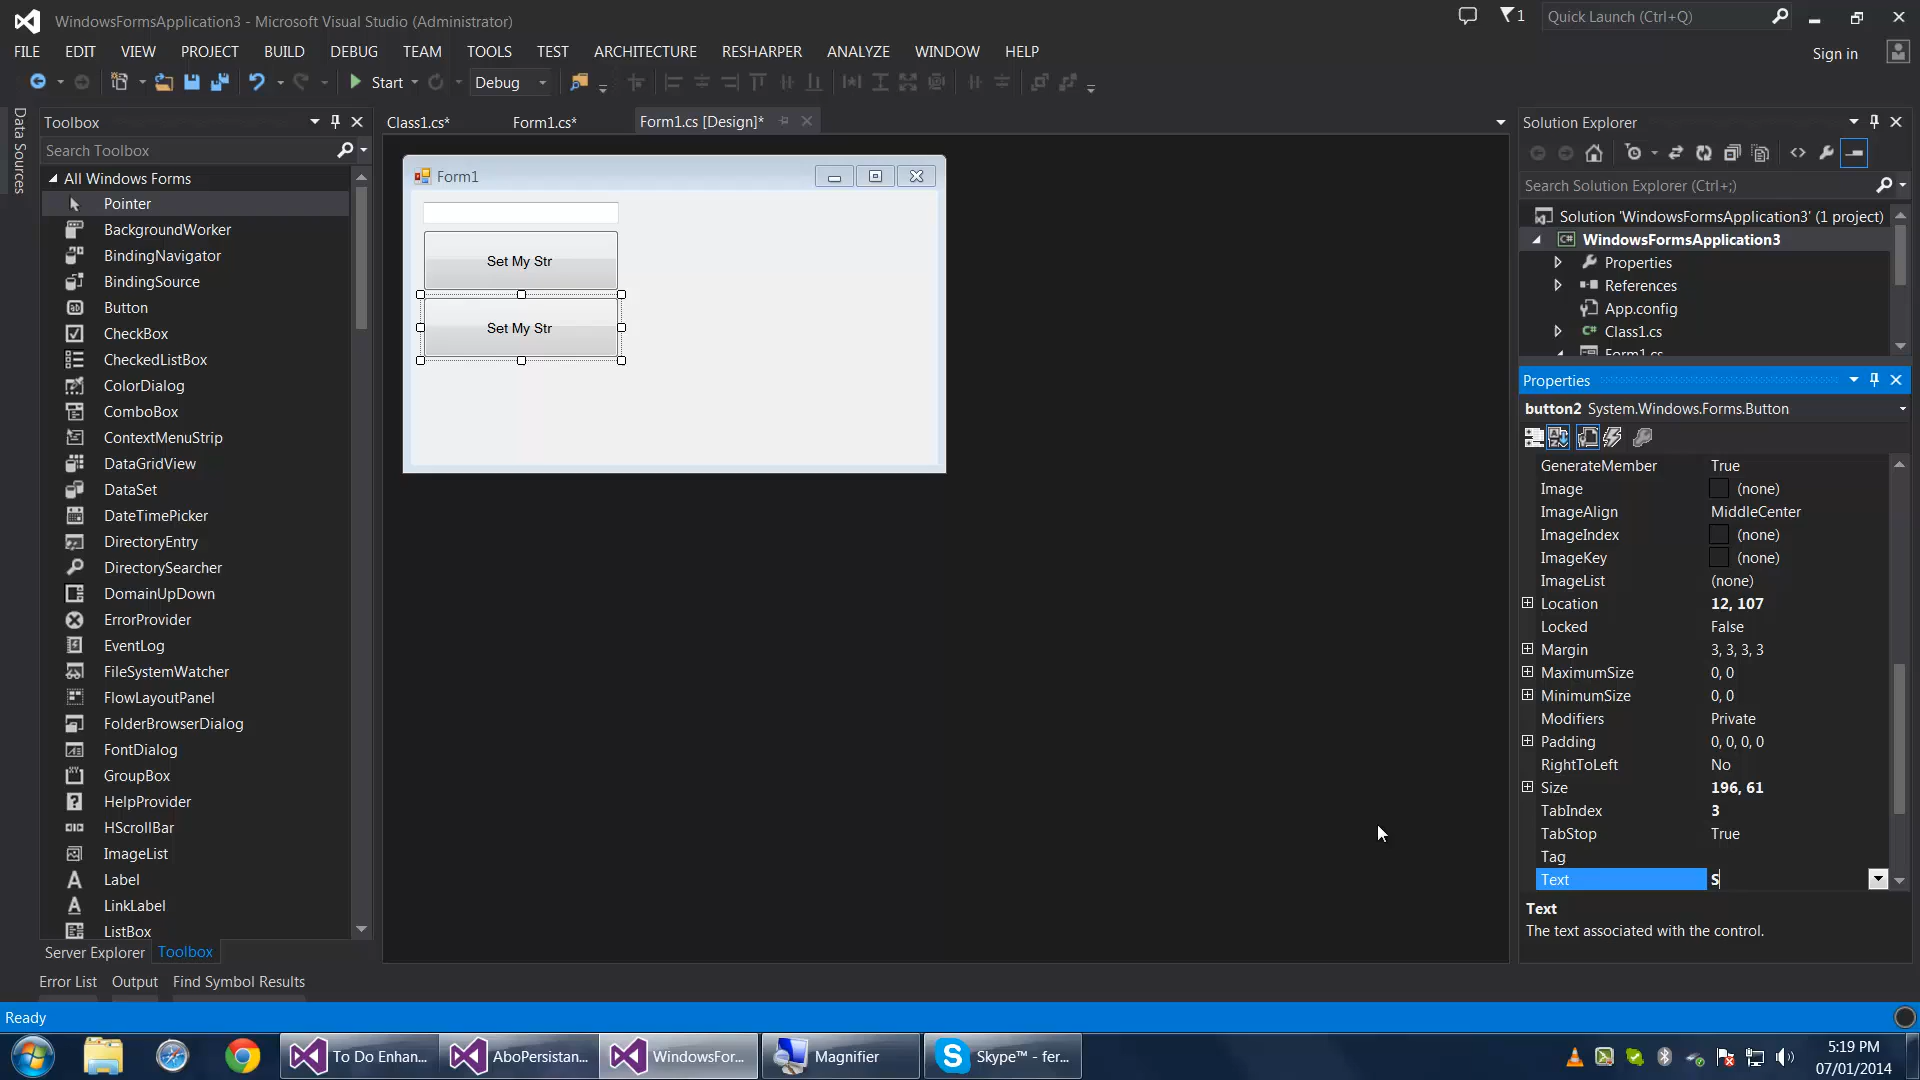 WindowsFormsApplication3 - Microsoft Visual Studio (Administrator)
1
Quick Launch (Ctrl+Q)
FILE EDIT VIEW PROJECT BUILD DEBUG TEAM TOOLS TEST ARCHITECTURE RESHARPER ANALYZE WINDOW HELP
Sign in
Start
Debug
Data Sources
Toolbox
Search Toolbox
All Windows Forms
Pointer
BackgroundWorker
BindingNavigator
BindingSource
Button
CheckBox
CheckedListBox
ColorDialog
ComboBox
ContextMenuStrip
DataGridView
DataSet
DateTimePicker
DirectoryEntry
DirectorySearcher
DomainUpDown
ErrorProvider
EventLog
FileSystemWatcher
FlowLayoutPanel
FolderBrowserDialog
FontDialog
GroupBox
HelpProvider
HScrollBar
ImageList
Label
LinkLabel
ListBox
Server Explorer Toolbox
Error List Output Find Symbol Results
Class1.cs* Form1.cs* Form1.cs [Design]*
Form1
Set My Str
Set My Str
Solution Explorer
Search Solution Explorer (Ctrl+;)
Solution 'WindowsFormsApplication3' (1 project)
C# WindowsFormsApplication3
Properties
References
App.config
C# Class1.cs
Form1.cs
Properties
button2 System.Windows.Forms.Button
GenerateMember True
Image (none)
ImageAlign MiddleCenter
ImageIndex (none)
ImageKey (none)
ImageList (none)
Location 12, 107
Locked False
Margin 3, 3, 3, 3
MaximumSize 0, 0
MinimumSize 0, 0
Modifiers Private
Padding 0, 0, 0, 0
RightToLeft No
Size 196, 61
TabIndex 3
TabStop True
Tag
Text S
Text
The text associated with the control.
Ready
To Do Enhan...
AboPersistan...
WindowsFor...
Magnifier
Skype™ - fer...
5:19 PM
07/01/2014